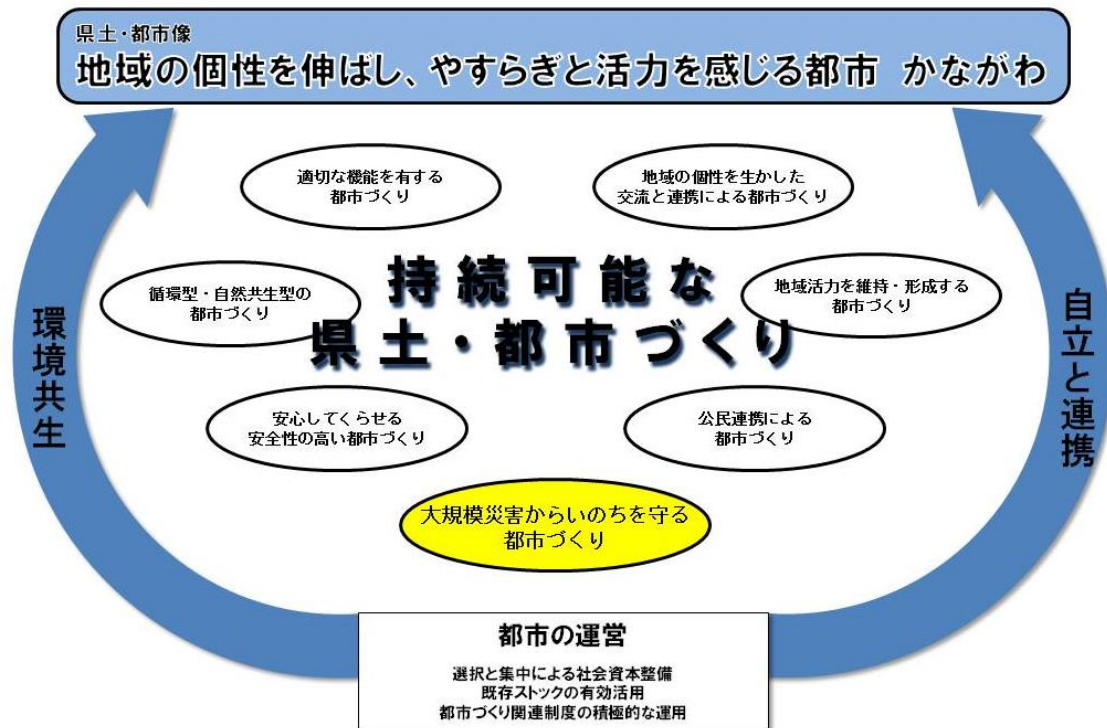 県土・都市像
地域の個性を伸ばし、やすらぎと活力を感じる都市 かながわ
適切な機能を有する
都市づくり
地域の個性を生かした
交流と連携による都市づくり
循環型・自然共生型の
都市づくり
持続可能な
県土・都市づくり
地域活力を維持・形成する
都市づくり
環境共生
自立と連携
安心してくらせる
安全性の高い都市づくり
公民連携による
都市づくり
大規模災害からいのちを守る
都市づくり
都市の運営
選択と集中による社会資本整備
既存ストックの有効活用
都市づくり関連制度の積極的な運用